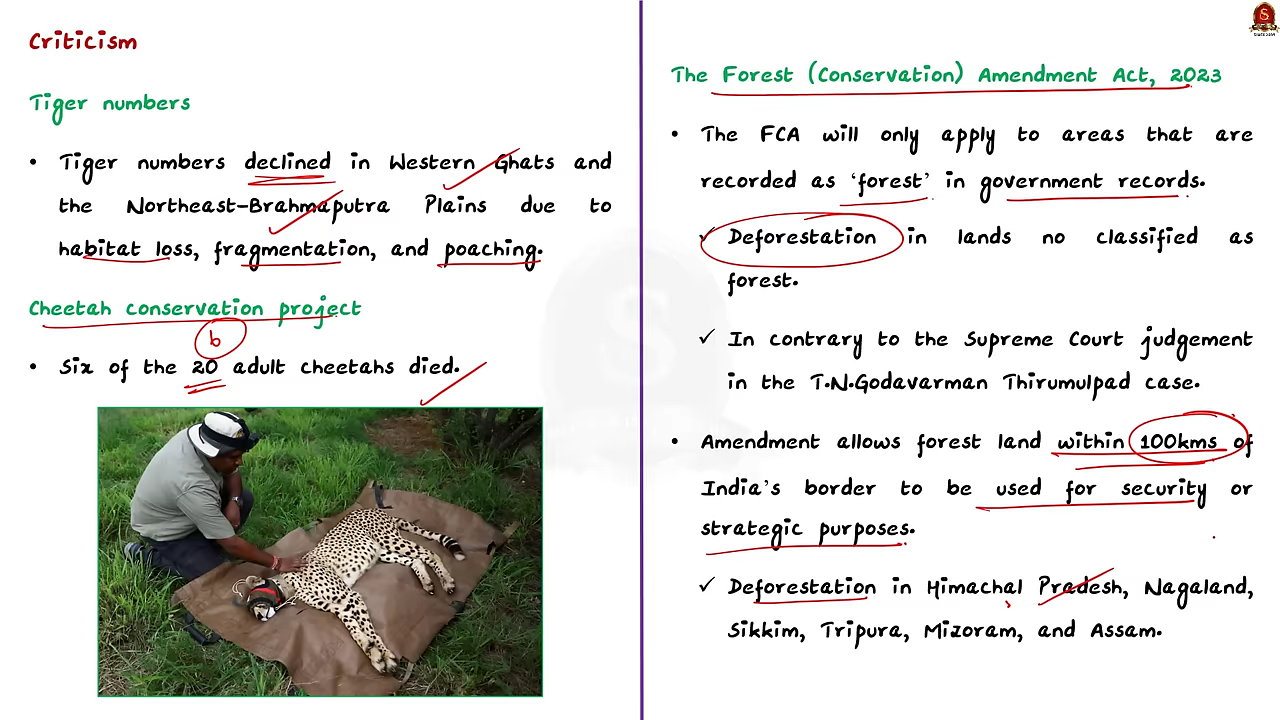 Criticism
Tiger numbers
• Tiger numbers declined in Western Ghats and
the Northeast-Brahmaputra Plains due to
habitat loss, fragmentation, and poaching.
Cheetah conservation project
b
• Six of the 20 adult cheetahs died.
The Forest (Conservation) Amendment Act, 2023
• The FCA will only apply to areas that are
recorded as ‘forest’ in government records.
✓ Deforestation in lands no classified as
forest.
✓ In contrary to the Supreme Court judgement
in the T.N.Godavarman Thirumulpad case.
• Amendment allows forest land within 100kms of
India's border to be used for security or
strategic purposes.
✓ Deforestation in Himachal Pradesh, Nagaland,
Sikkim, Tripura, Mizoram, and Assam.